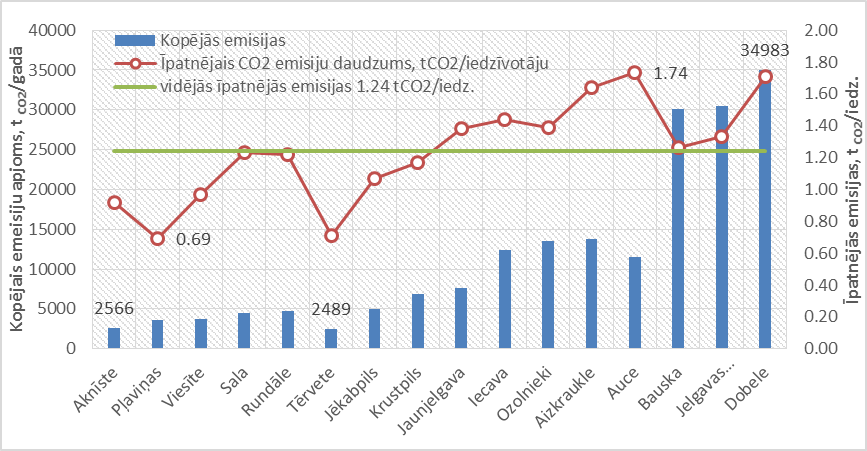 40000
35000
30000
25000
20000
15000
10000
5000
0
Kopējais emeisiju apjoms, t CO2/gadā
Kopējās emisijas
Īpatnējais CO2 emisiju daudzums, tCO2/iedzīvotāju
vidējās īpatnējās emisijas 1.24 tCO2/iedz.
2566
0.69
2489
1.74
34983
2.00
1.80
1.60
1.40
1.20
1.00
0.80
0.60
0.40
0.20
0.00
Īpatnējās emisijas, t CO2/iedz.
Aknīste
Pļaviņas
Viesīte
Sala
Rundāle
Tērvete
Jēkabpils
Krustpils
Jaunjelgava
Iecava
Ozolnieki
Aizkraukle
Auce
Bauska
Jelgavas...
Dobele